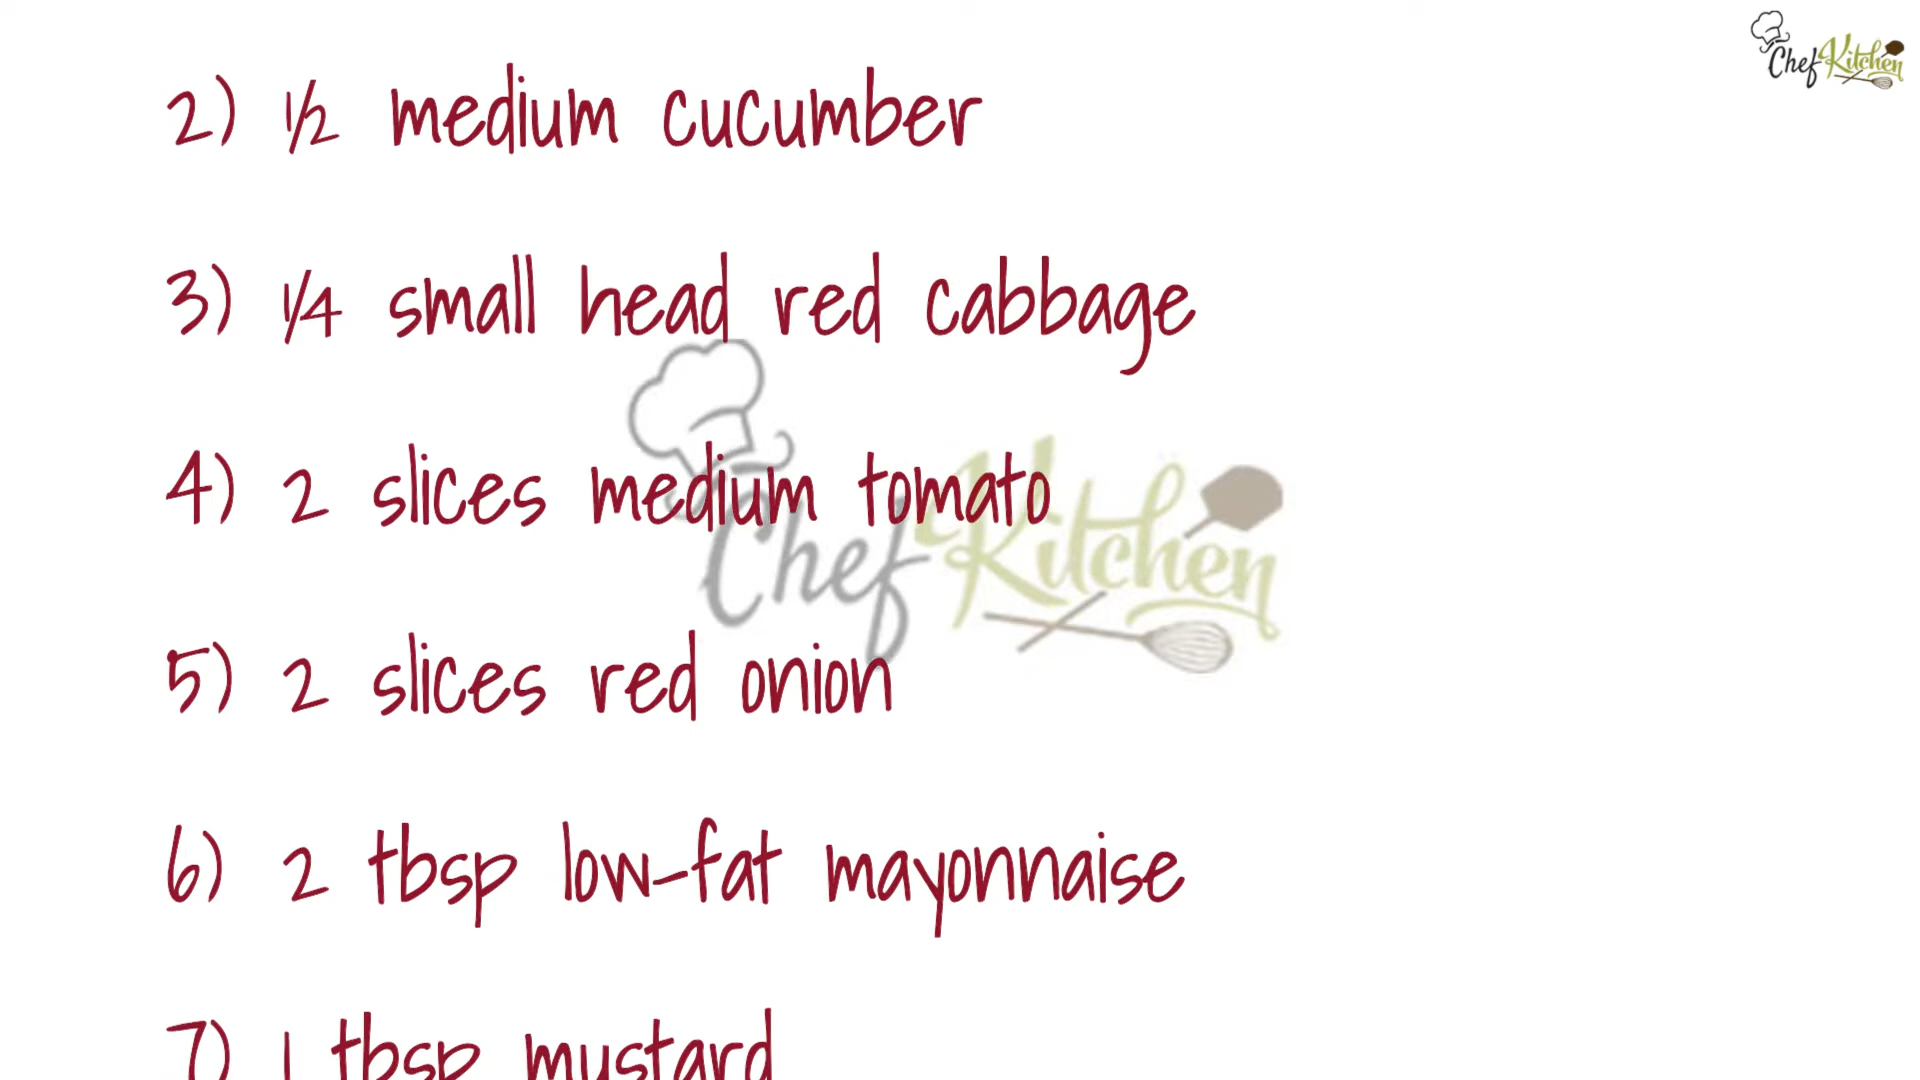 Chef Kitchen
2) 1/2 medium cucumber
3) 1/4 small head red cabbage
4) 2 slices medium tomato
Chef Kitchen
5) 2 slices red onion
6) 2 tbsp low-fat mayonnaise
7) 1 tbsp mustard